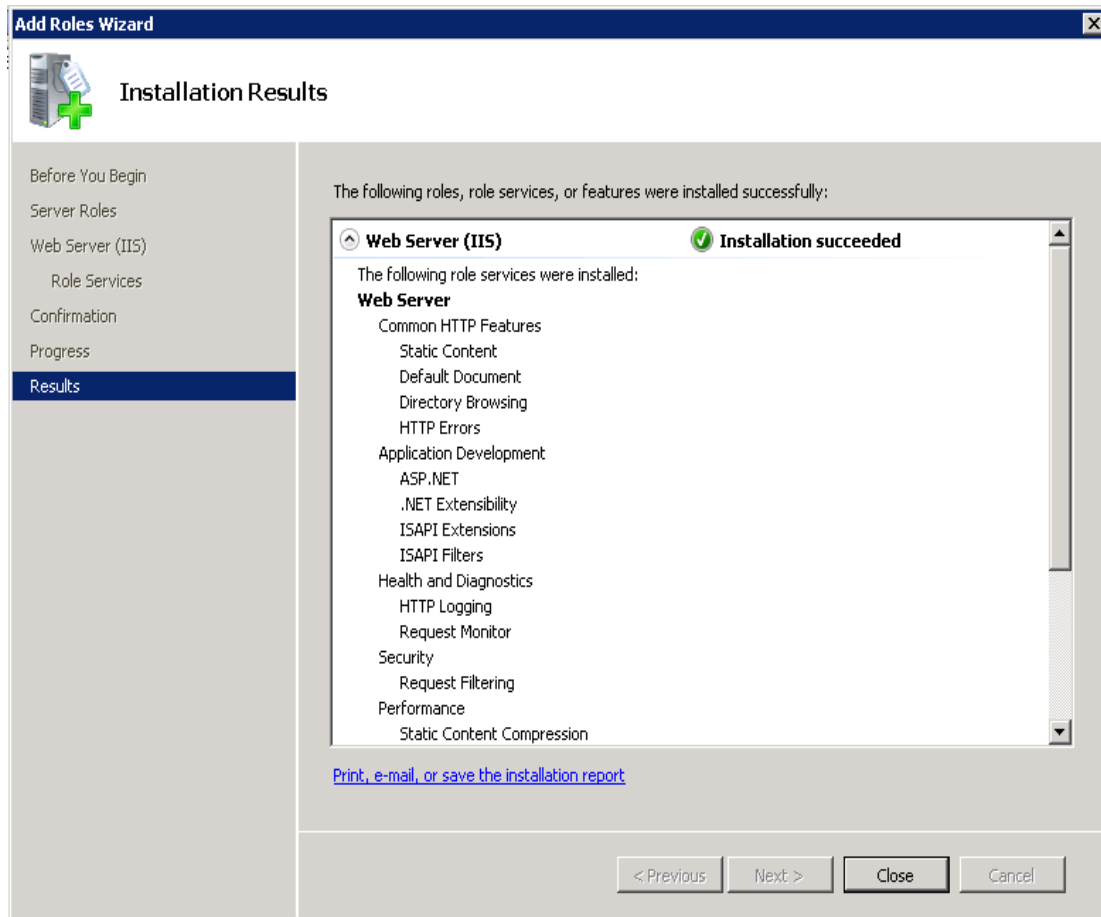 Add Roles Wizard
Installation Results
Before You Begin
Server Roles
Web Server (IIS)
Role Services
Confirmation
Progress
Results
The following roles, role services, or features were installed successfully:
Web Server (IIS) Installation succeeded
The following role services were installed:
Web Server
Common HTTP Features
Static Content
Default Document
Directory Browsing
HTTP Errors
Application Development
ASP.NET
.NET Extensibility
ISAPI Extensions
ISAPI Filters
Health and Diagnostics
HTTP Logging
Request Monitor
Security
Request Filtering
Performance
Static Content Compression
Print, e-mail, or save the installation report
< Previous Next > Close Cancel